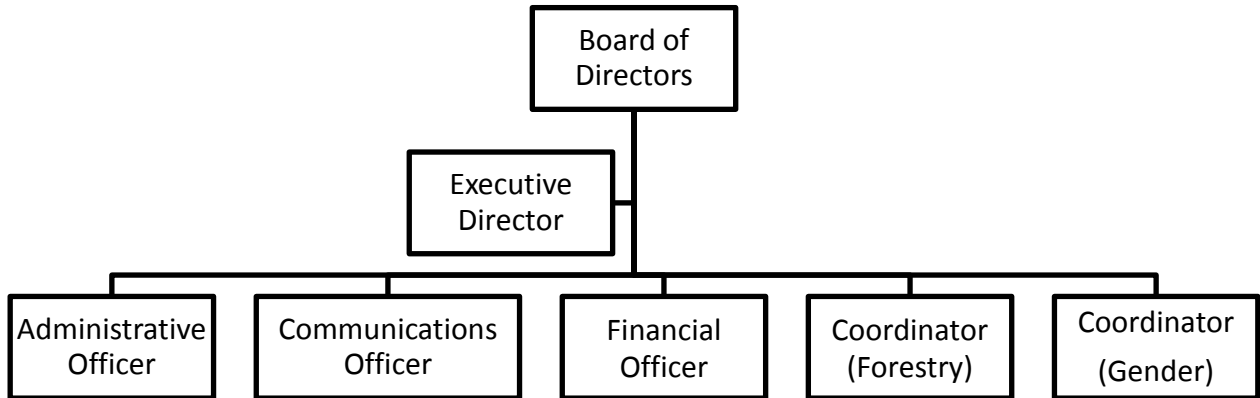 Board of
Directors
Executive
Director
Administrative
Officer
Communications
Officer
Financial
Officer
Coordinator
(Forestry)
Coordinator
(Gender)